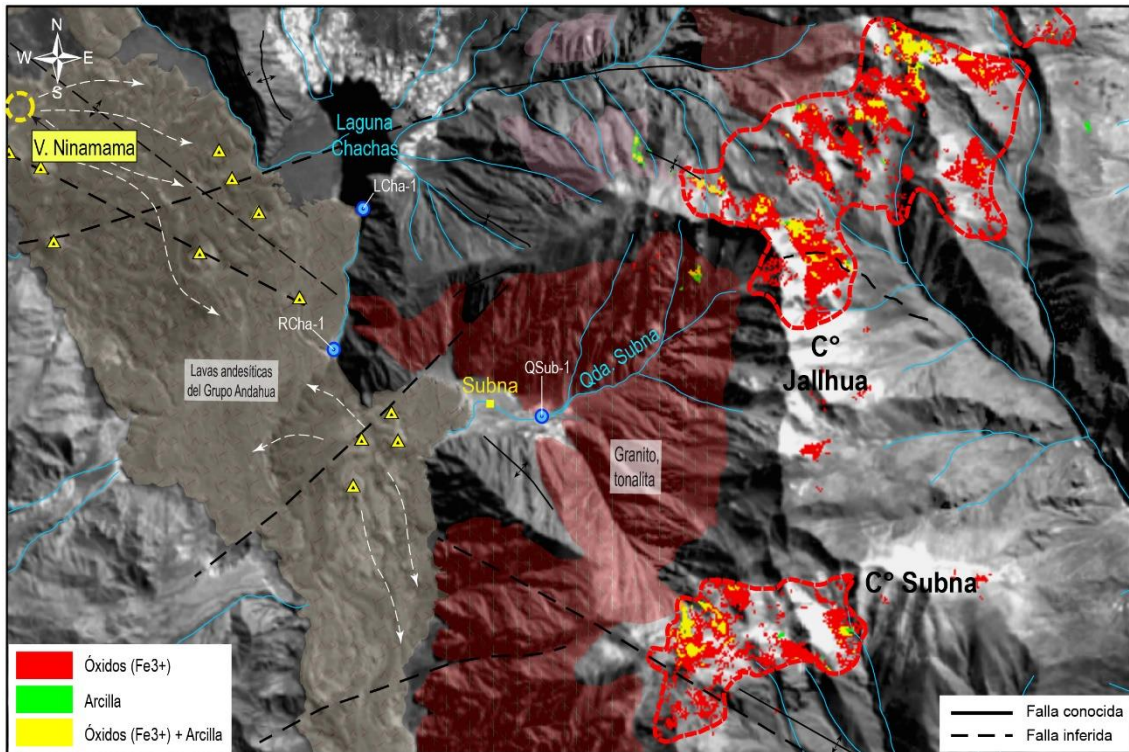 N
W E
S
V. Ninamama
Laguna
Chachas
LCha-1
RCha-1
Lavas andesíticas
del Grupo Andahua
Subna
QSub-1
Qda. Subna
Granito,
tonalita
C°
Jallhua
C° Subna
Óxidos (Fe3+)
Arcilla
Óxidos (Fe3+) + Arcilla
Falla conocida
Falla inferida